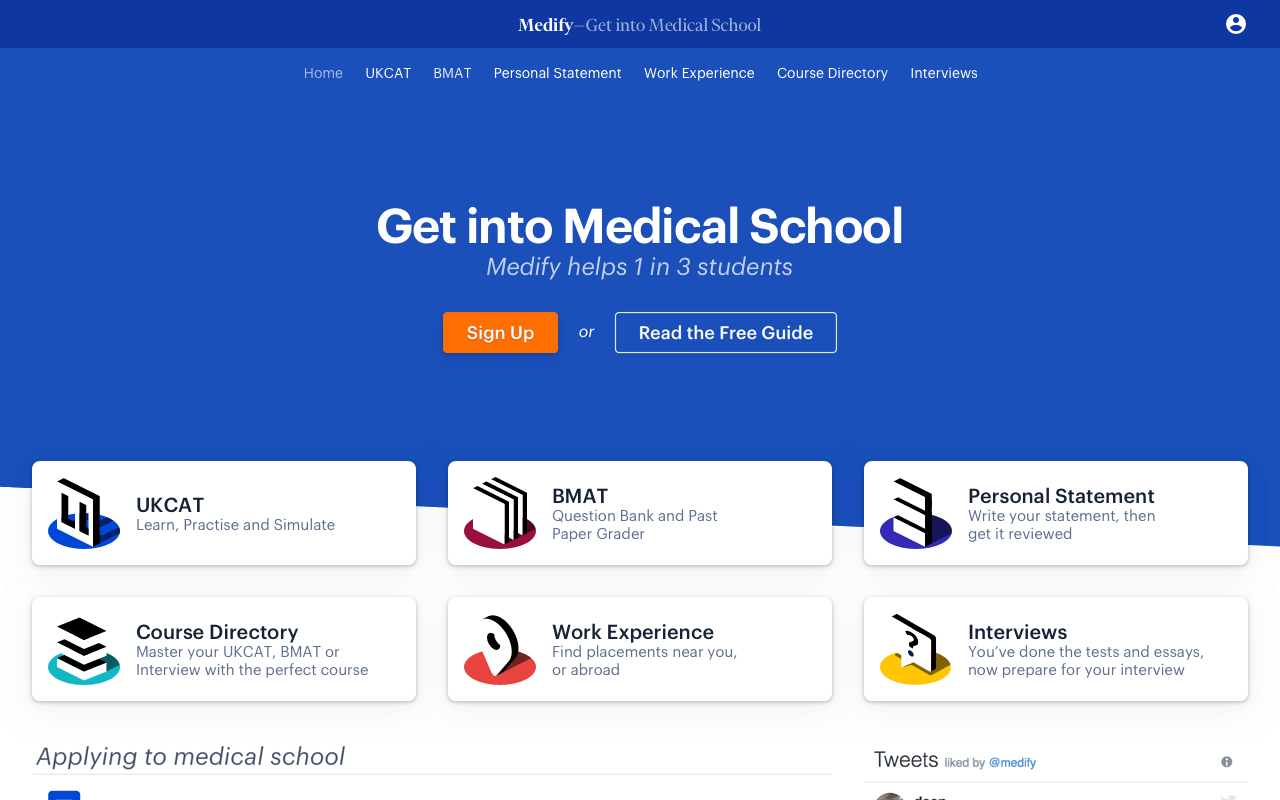 Medify—Get into Medical School
Home UKCAT BMAT Personal Statement Work Experience Course Directory Interviews
Get into Medical School
Medify helps 1 in 3 students
Sign Up or Read the Free Guide
UKCAT
Learn, Practise and Simulate
BMAT
Question Bank and Past
Paper Grader
Personal Statement
Write your statement, then
get it reviewed
Course Directory
Master your UKCAT, BMAT or
Interview with the perfect course
Work Experience
Find placements near you,
or abroad
Interviews
You’ve done the tests and essays,
now prepare for your interview
Applying to medical school
Tweets liked by @medify